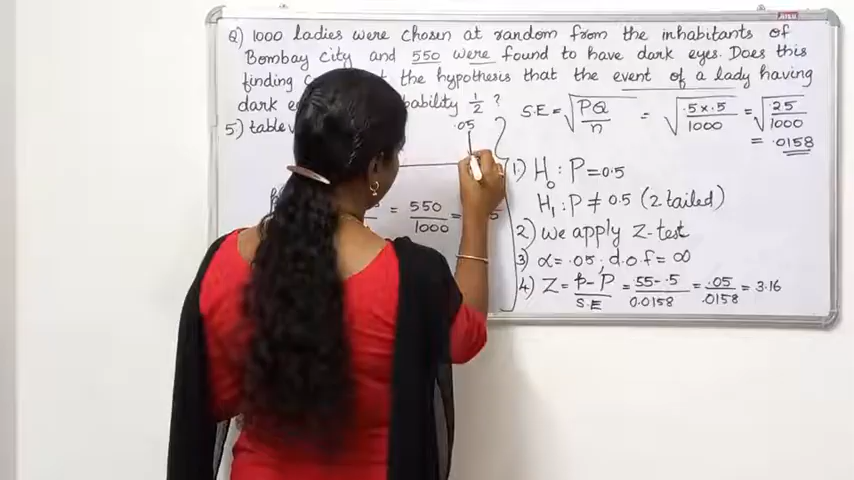 Q) 1000 ladies were chosen at random from the inhabitants of
Bombay city and 550 were found to have dark eyes. Does this
finding the hypothesis that the event of a lady having
dark 1/2 ?
S.E = √PQ/n = √.5x.5/1000 = √.25/1000
= .0158
5) table
.05
= 550/1000 =
1) H₀ : P = 0.5
H₁ : P ≠ 0.5 (2 tailed)
2) we apply Z-test
3) α = .05, d.o.f = ∞
4) Z = p - P/S.E = .55-.5/0.0158 = .05/.0158 = 3.16